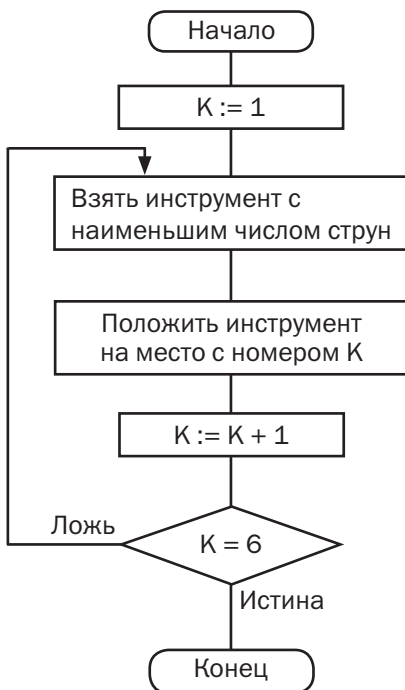 Начало
K := 1
Взять инструмент с
наименьшим числом струн
Положить инструмент
на место с номером K
K := K + 1
Ложь
K = 6
Истина
Конец